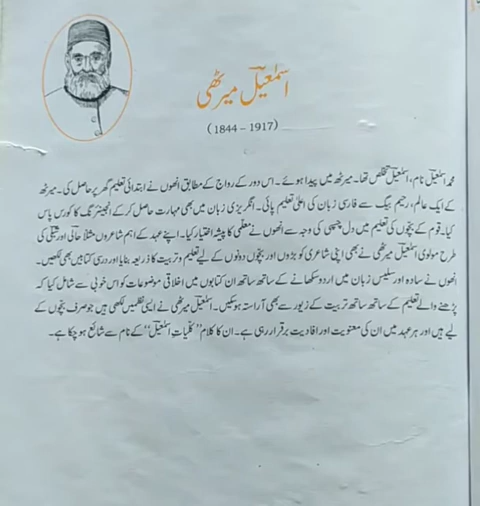 اسمٰعیلؔ میرٹھی
(1844 – 1917)
محمد اسمٰعیلؔ نام، اسمٰعیلؔ تخلص تھا۔ میرٹھ میں پیدا ہوئے۔ اس دور کے رواج کے مطابق انھوں نے ابتدائی تعلیم گھر پر حاصل کی۔ میرٹھ
کے ایک عالم، رحیم بیگ سے فارسی زبان کی اعلیٰ تعلیم پائی۔ انگریزی زبان میں بھی مہارت حاصل کر کے انجینئرنگ کا کورس پاس
کیا۔ قوم کے بچوں کی تعلیم میں دل چسپی کی وجہ سے انھوں نے معلمی کا پیشہ اختیار کیا۔ اپنے عہد کے اہم شاعروں مثلاً حالیؔ اور شبلیؔ کی
طرح مولوی اسمٰعیلؔ میرٹھی نے بھی اپنی شاعری کو بڑوں اور بچوں دونوں کے لیے تعلیم و تربیت کا ذریعہ بنایا اور درسی کتابیں بھی لکھیں۔
انھوں نے سادہ اور سلیس زبان میں اردو سکھانے کے ساتھ ساتھ ان کتابوں میں اخلاقی موضوعات کو اس خوبی سے شامل کیا کہ
پڑھنے والے تعلیم کے ساتھ ساتھ تربیت کے زیور سے بھی آراستہ ہو سکیں۔ اسمٰعیلؔ میرٹھی نے ایسی نظمیں لکھی ہیں جو صرف بچوں کے
لیے ہیں اور ہر عہد میں ان کی معنویت اور افادیت برقرار رہی ہے۔ ان کا کلام ”کلیاتِ اسمٰعیلؔ“ کے نام سے شائع ہو چکا ہے۔